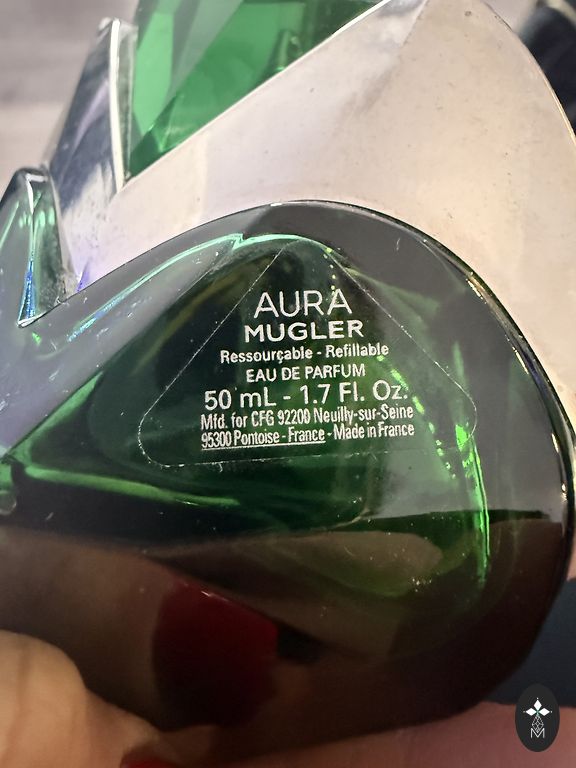 AURA
MUGLER
Ressourçable - Refillable
EAU DE PARFUM
50 mL - 1.7 Fl. Oz.
Mfd. for CFG 92200 Neuilly-sur-Seine
95300 Pontoise - France - Made in France